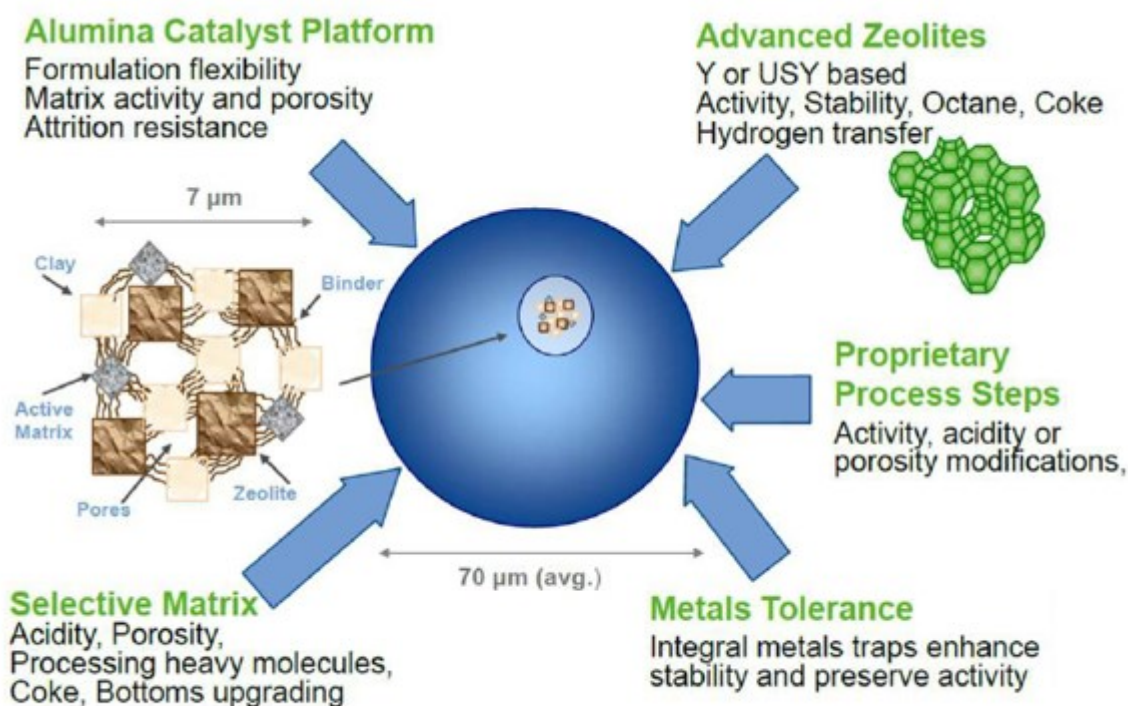 Alumina Catalyst Platform
Formulation flexibility
Matrix activity and porosity
Attrition resistance
Advanced Zeolites
Y or USY based
Activity, Stability, Octane, Coke
Hydrogen transfer
7 µm
Clay
Binder
Active
Matrix
Pores
Zeolite
Proprietary
Process Steps
Activity, acidity or
porosity modifications,
70 µm (avg.)
Selective Matrix
Acidity, Porosity,
Processing heavy molecules,
Coke, Bottoms upgrading
Metals Tolerance
Integral metals traps enhance
stability and preserve activity